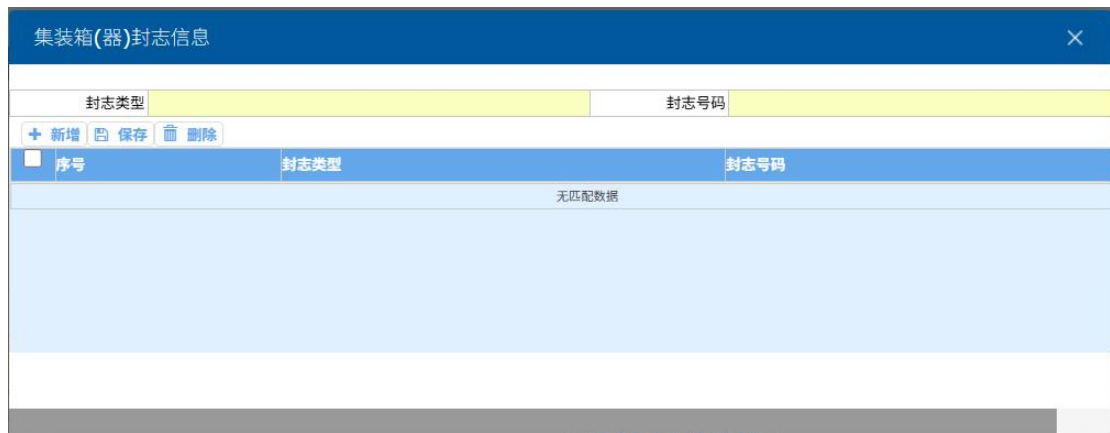 集装箱(器)封志信息
封志类型 封志号码
新增 保存 删除
序号 封志类型 封志号码
无匹配数据